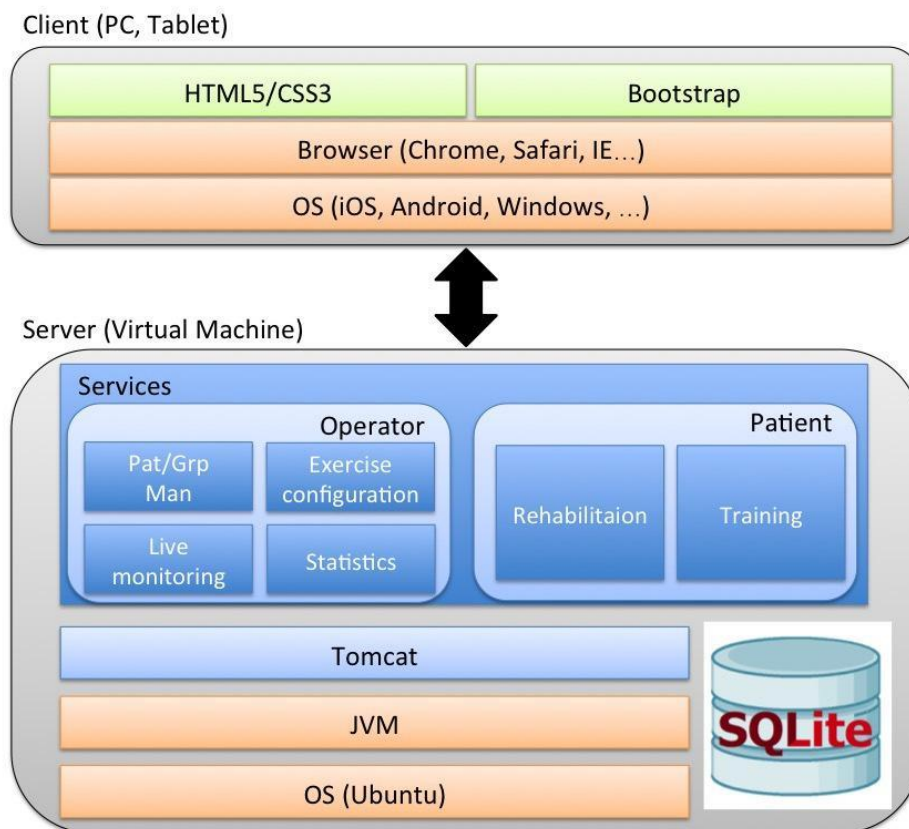 Client (PC, Tablet)
HTML5/CSS3
Bootstrap
Browser (Chrome, Safari, IE...)
OS (iOS, Android, Windows, ...)
Server (Virtual Machine)
Services
Operator
Pat/Grp
Man
Exercise
configuration
Live
monitoring
Statistics
Patient
Rehabilitaion
Training
Tomcat
JVM
OS (Ubuntu)
SQLite